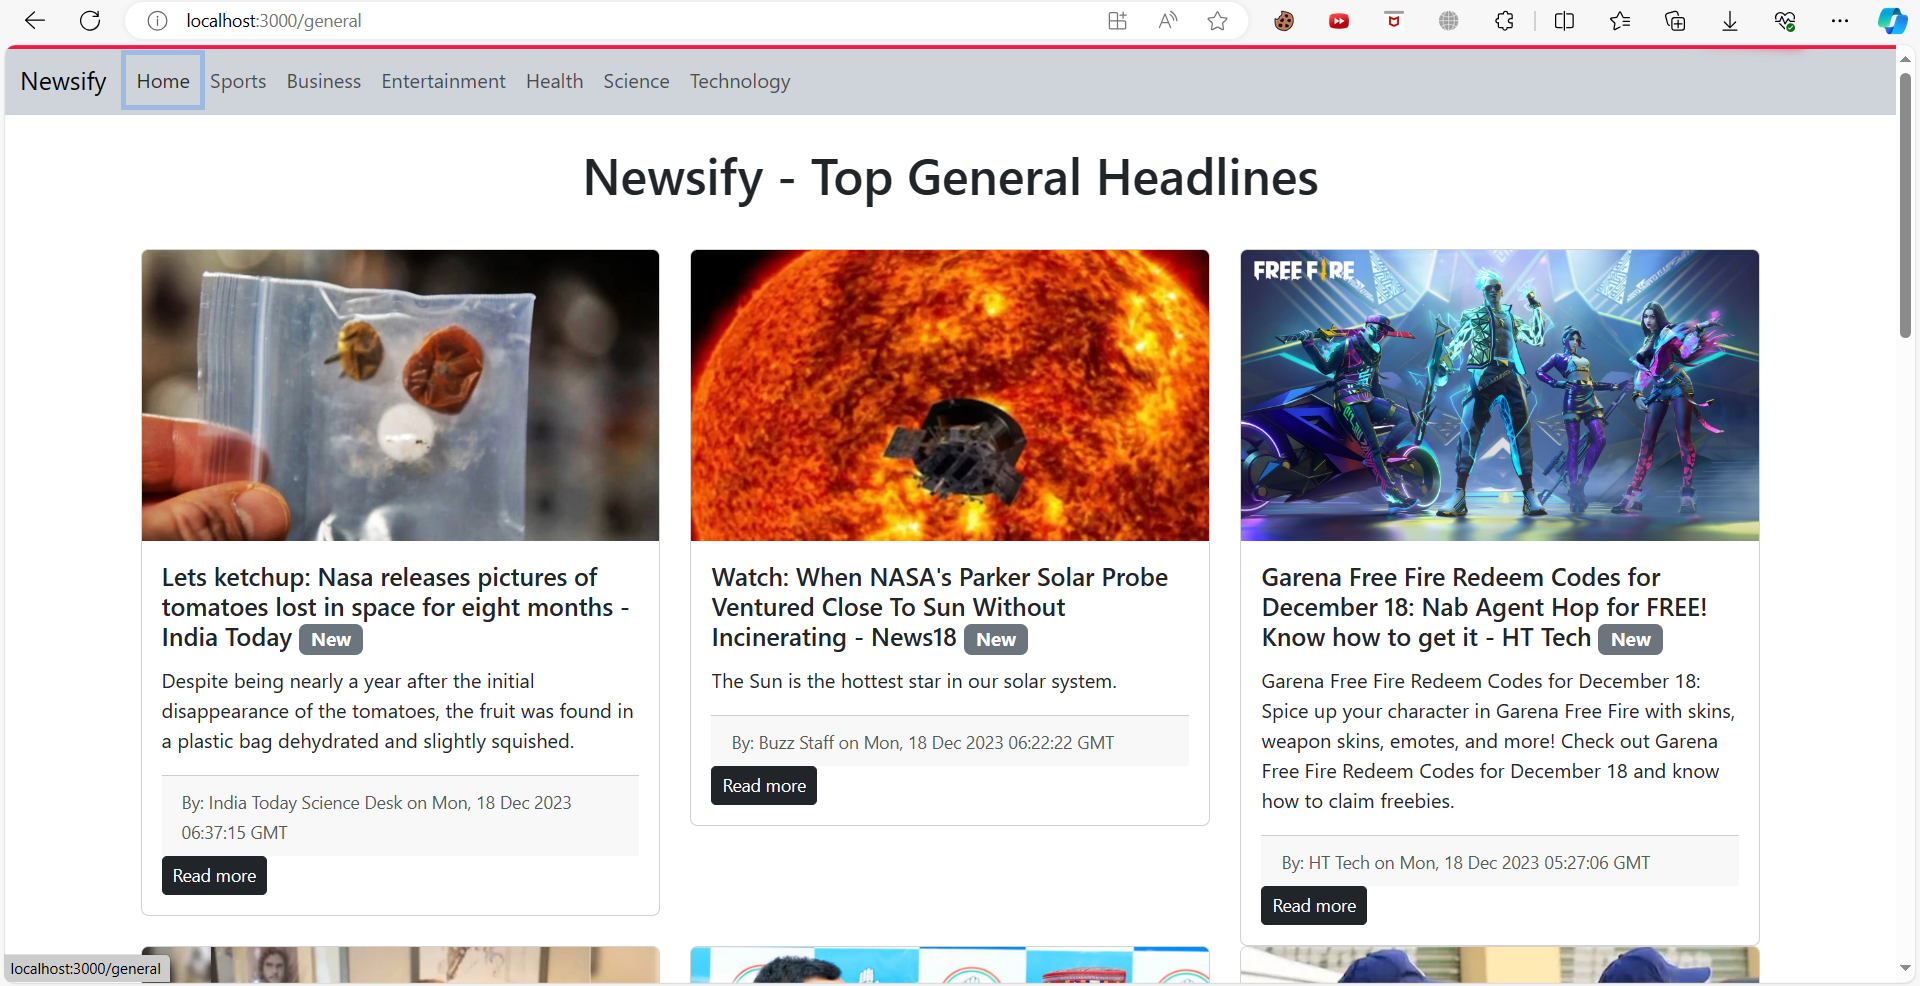 localhost:3000/general
Newsify Home Sports Business Entertainment Health Science Technology
Newsify - Top General Headlines
Lets ketchup: Nasa releases pictures of
tomatoes lost in space for eight months -
India Today New
Despite being nearly a year after the initial
disappearance of the tomatoes, the fruit was found in
a plastic bag dehydrated and slightly squished.
By: India Today Science Desk on Mon, 18 Dec 2023
06:37:15 GMT
Read more
Watch: When NASA's Parker Solar Probe
Ventured Close To Sun Without
Incinerating - News18 New
The Sun is the hottest star in our solar system.
By: Buzz Staff on Mon, 18 Dec 2023 06:22:22 GMT
Read more
FREE FIRE
Garena Free Fire Redeem Codes for
December 18: Nab Agent Hop for FREE!
Know how to get it - HT Tech New
Garena Free Fire Redeem Codes for December 18:
Spice up your character in Garena Free Fire with skins,
weapon skins, emotes, and more! Check out Garena
Free Fire Redeem Codes for December 18 and know
how to claim freebies.
By: HT Tech on Mon, 18 Dec 2023 05:27:06 GMT
Read more
localhost:3000/general